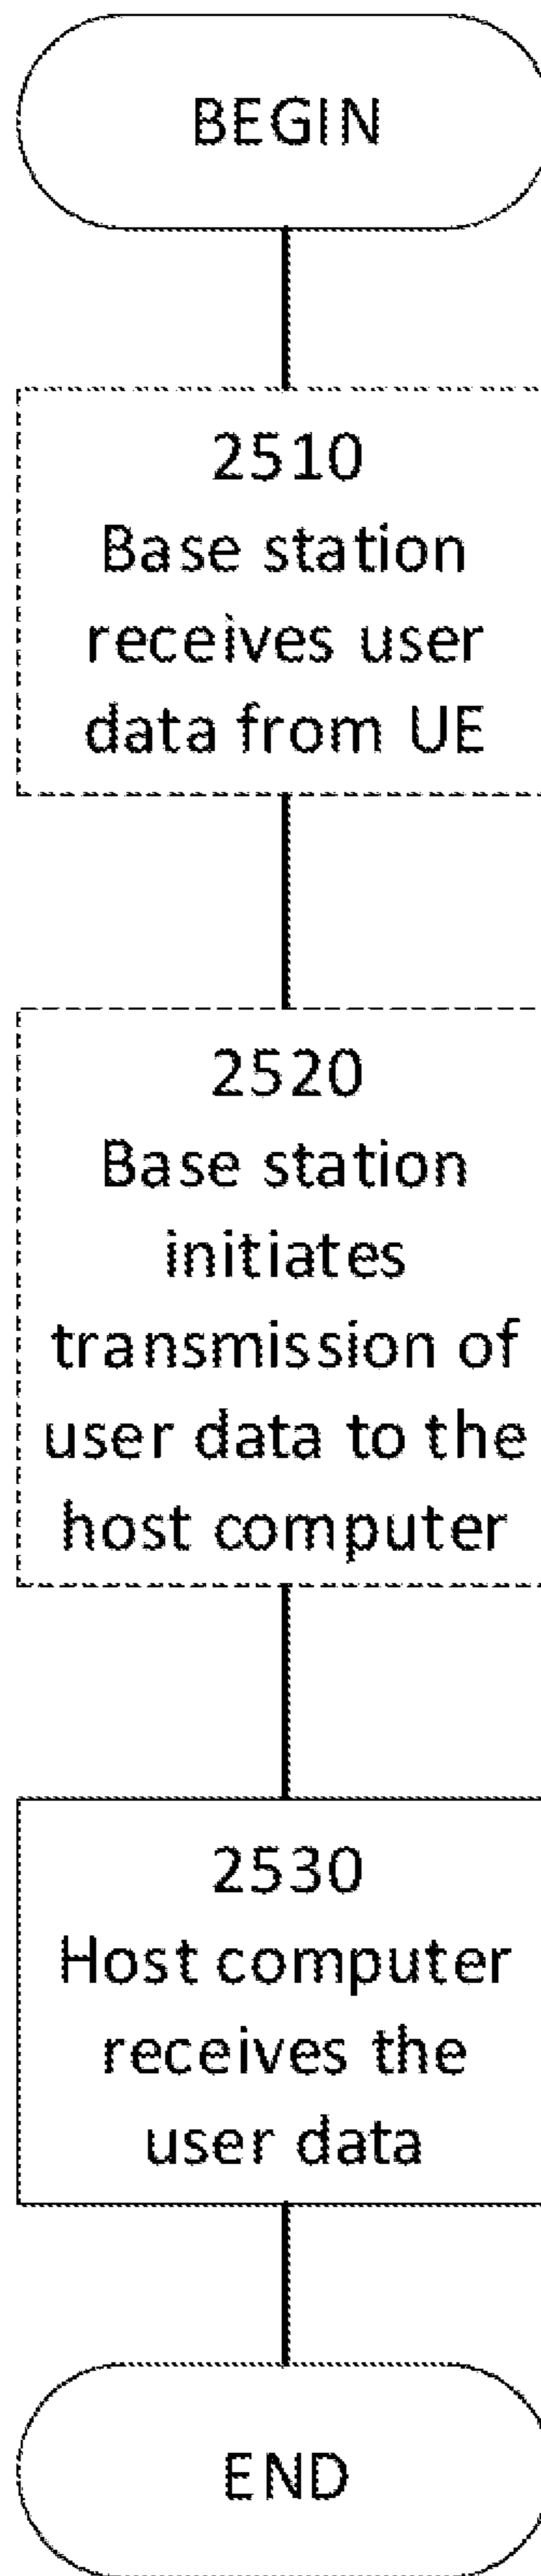 BEGIN
2510
Base station
receives user
data from UE
2520
Base station
initiates
transmission of
user data to the
host computer
2530
Host computer
receives the
user data
END